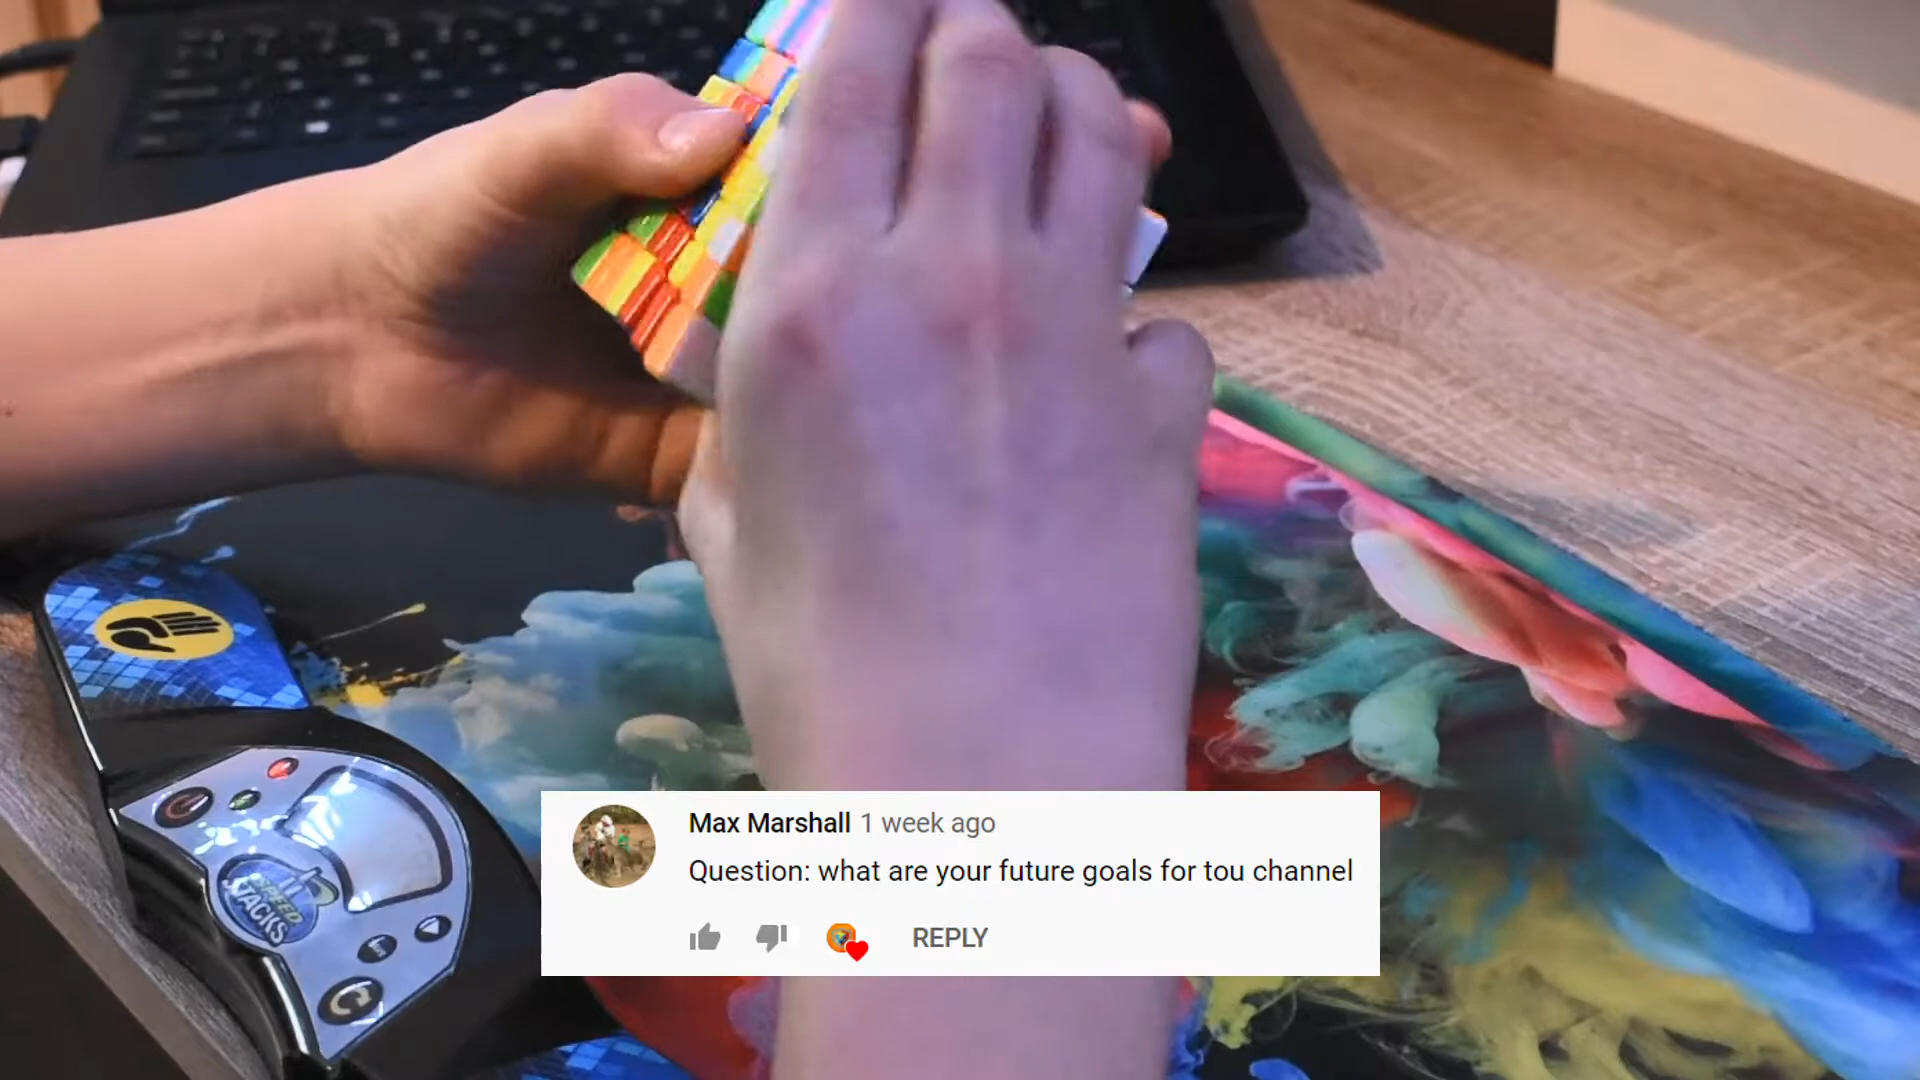 Max Marshall 1 week ago
Question: what are your future goals for tou channel
REPLY
SPEED
STACKS